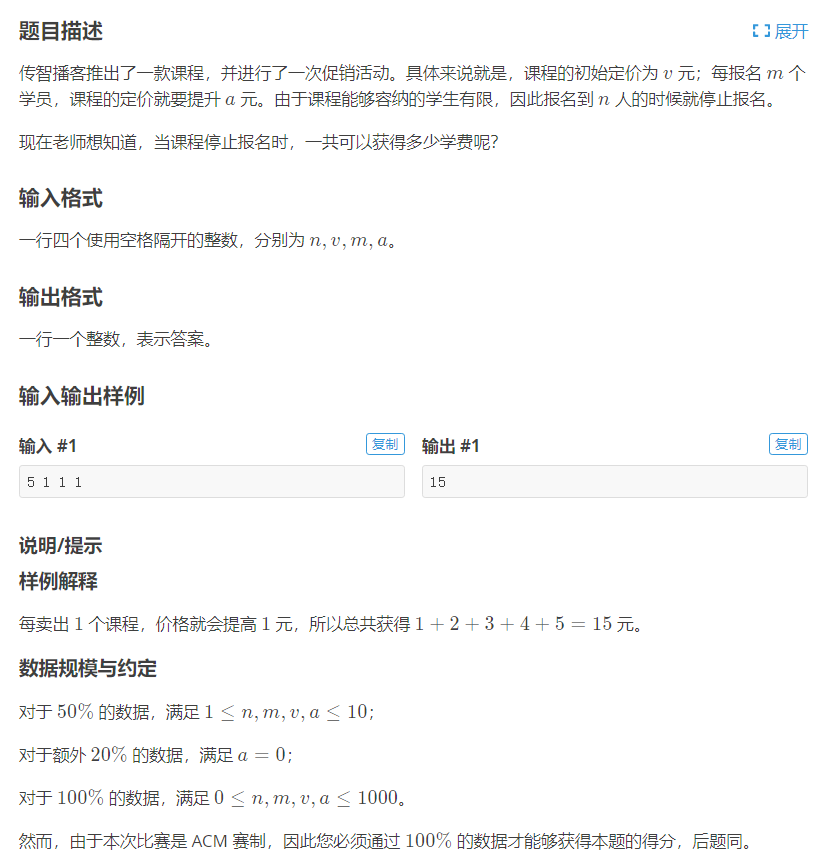 题目描述
展开
传智播客推出了一款课程，并进行了一次促销活动。具体来说就是，课程的初始定价为 v 元；每报名 m 个
学员，课程的定价就要提升 a 元。由于课程能够容纳的学生有限，因此报名到 n 人的时候就停止报名。
现在老师想知道，当课程停止报名时，一共可以获得多少学费呢？
输入格式
一行四个使用空格隔开的整数，分别为 n, v, m, a。
输出格式
一行一个整数，表示答案。
输入输出样例
输入 #1
复制
输出 #1
复制
5 1 1 1
15
说明/提示
样例解释
每卖出 1 个课程，价格就会提高 1 元，所以总共获得 1 + 2 + 3 + 4 + 5 = 15 元。
数据规模与约定
对于 50% 的数据，满足 1 ≤ n, m, v, a ≤ 10；
对于额外 20% 的数据，满足 a = 0；
对于 100% 的数据，满足 0 ≤ n, m, v, a ≤ 1000。
然而，由于本次比赛是 ACM 赛制，因此您必须通过 100% 的数据才能够获得本题的得分，后题同。